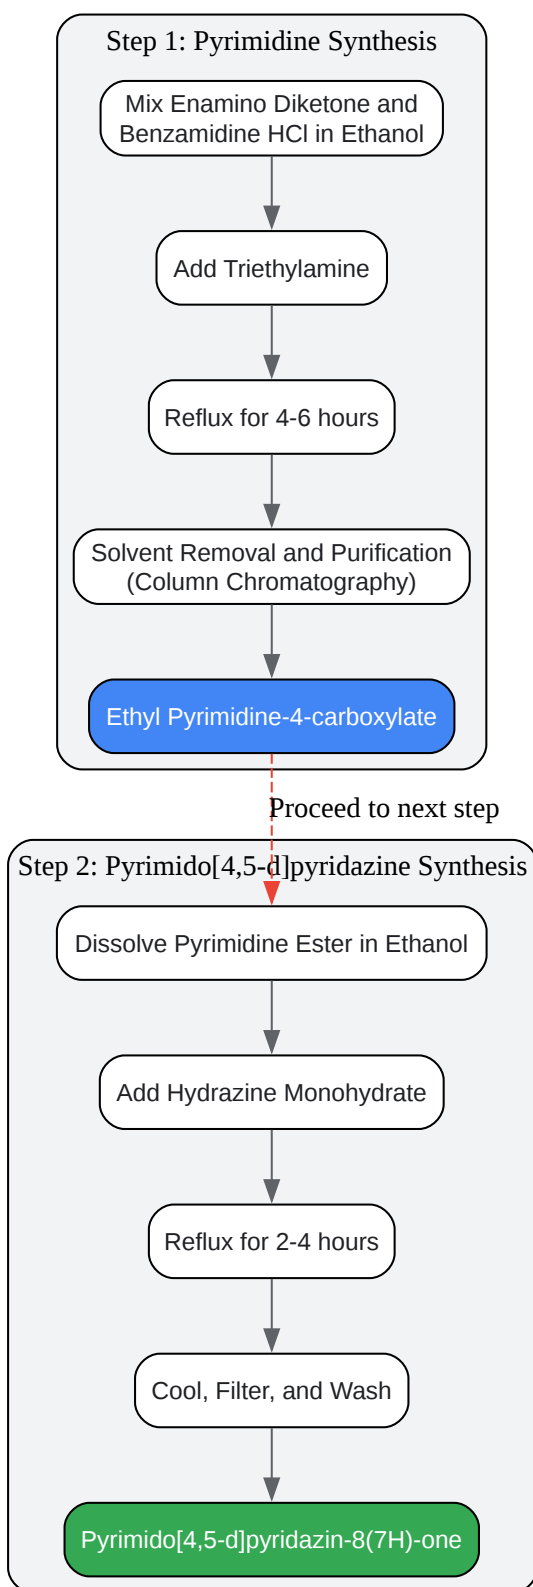 Step 1: Pyrimidine Synthesis
Mix Enamino Diketone and
Benzamidine HCl in Ethanol
Add Triethylamine
Reflux for 4-6 hours
Solvent Removal and Purification
(Column Chromatography)
Ethyl Pyrimidine-4-carboxylate
Proceed to next step
Step 2: Pyrimido[4,5-d]pyridazine Synthesis
Dissolve Pyrimidine Ester in Ethanol
Add Hydrazine Monohydrate
Reflux for 2-4 hours
Cool, Filter, and Wash
Pyrimido[4,5-d]pyridazin-8(7H)-one